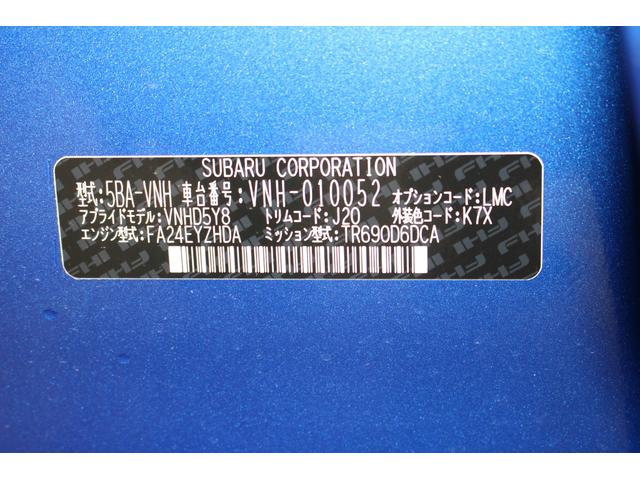 SUBARU CORPORATION
型式:5BA-VNH 車台番号:VNH-010052 オプションコード:LMC
アプライドモデル:VNHD5Y8 トリムコード:J20 外装色コード:K7X
エンジン型式:FA24EYZHDA ミッション型式:TR690D6DCA